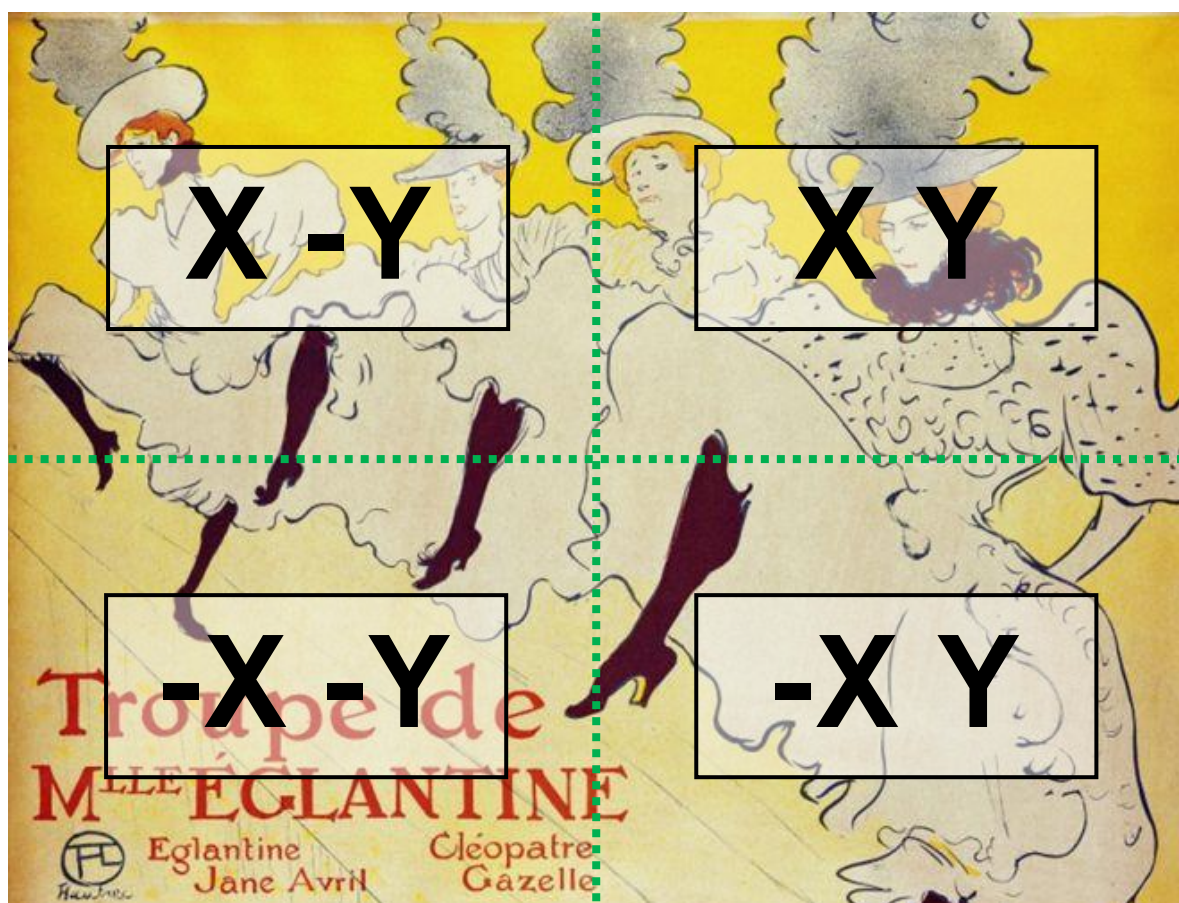 X -Y
X Y
-X -Y
-X Y
Troupe de
MLLE ÉGLANTINE
Eglantine Cléopatre
Jane Avril Gazelle